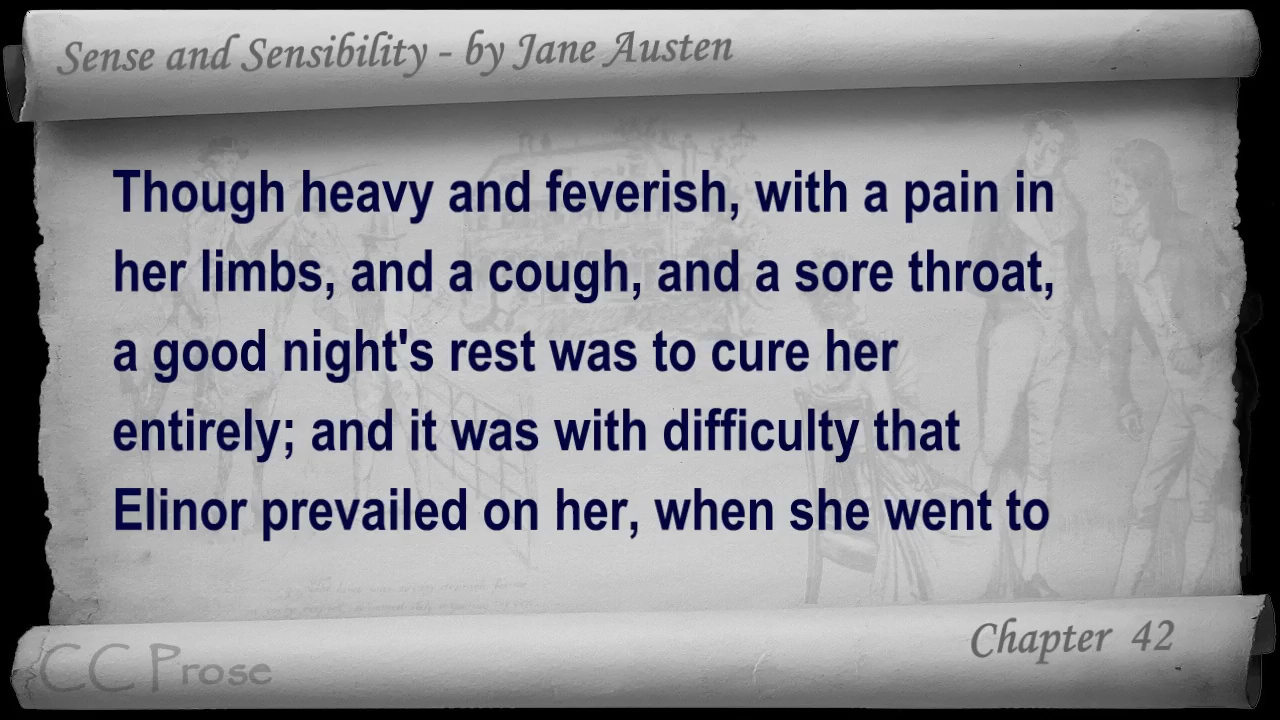 Sense and Sensibility - by Jane Austen
Though heavy and feverish, with a pain in
her limbs, and a cough, and a sore throat,
a good night's rest was to cure her
entirely; and it was with difficulty that
Elinor prevailed on her, when she went to
Chapter 42
CC Prose